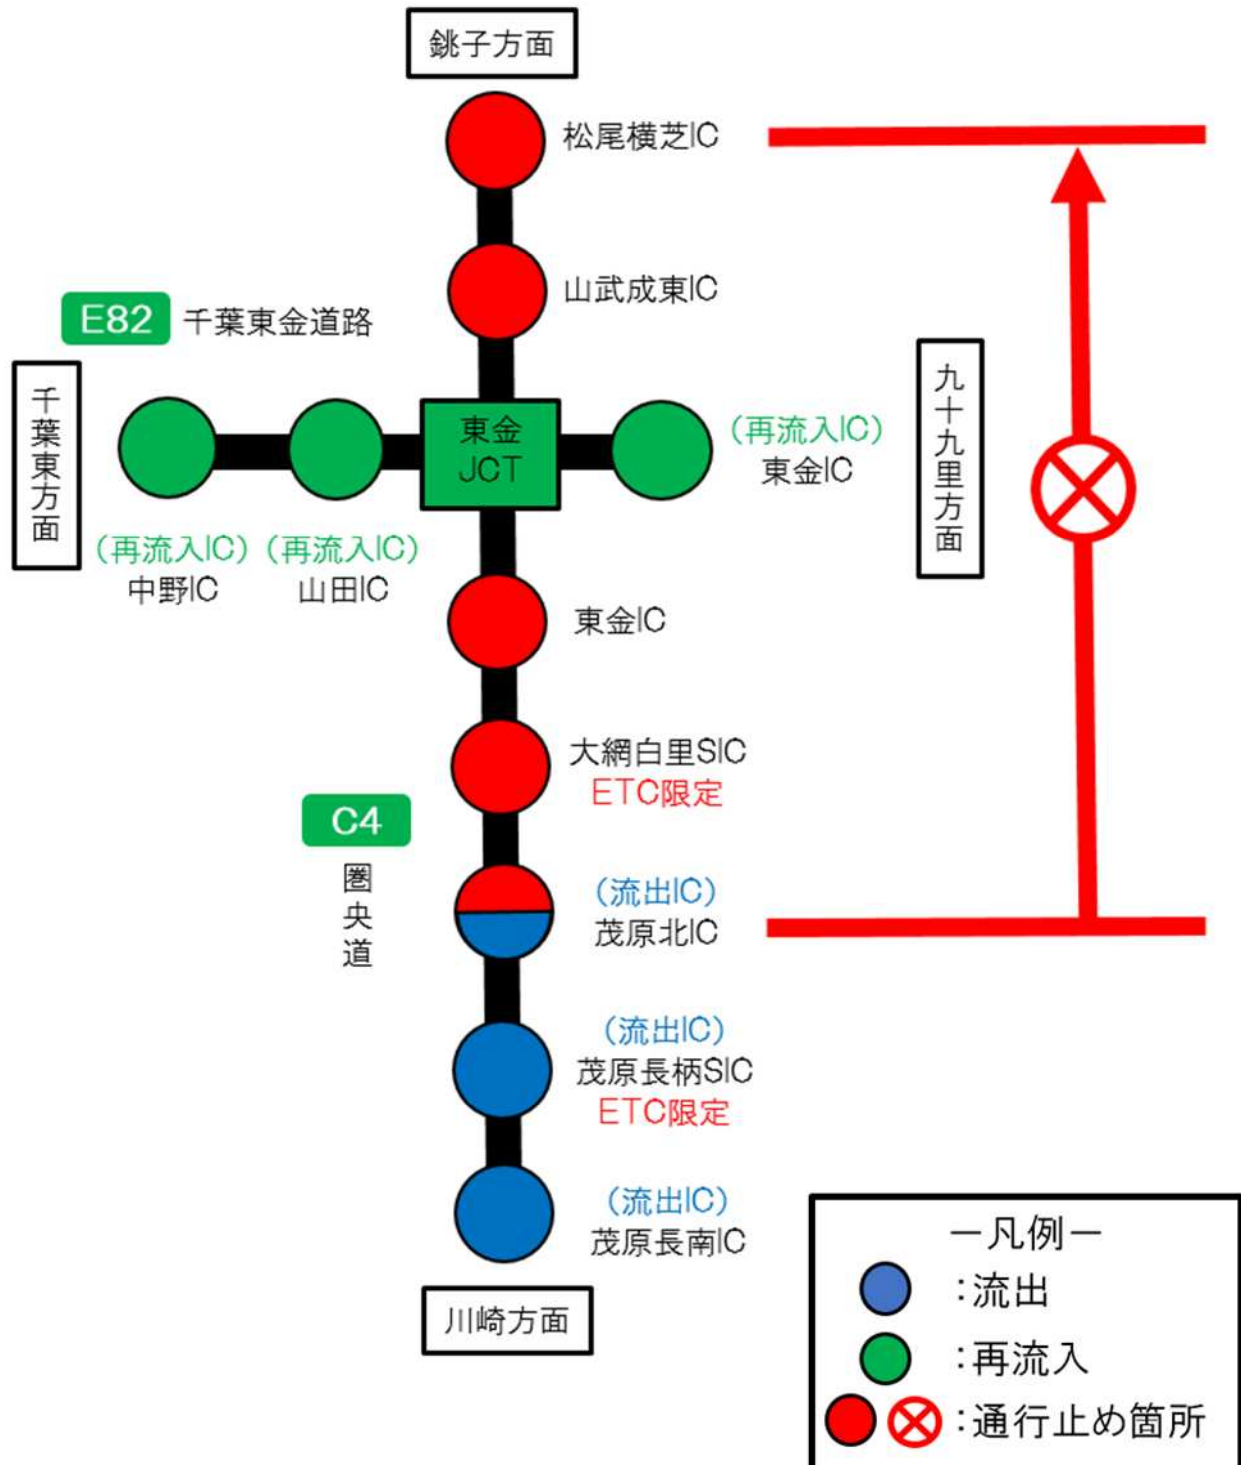 銚子方面
松尾横芝IC
山武成東IC
E82 千葉東金道路
千葉東方面
九十九里方面
東金
JCT
(再流入IC)
東金IC
(再流入IC)
中野IC
(再流入IC)
山田IC
東金IC
大網白里SIC
ETC限定
C4
圏央道
(流出IC)
茂原北IC
(流出IC)
茂原長柄SIC
ETC限定
(流出IC)
茂原長南IC
川崎方面
－凡例－
:流出
:再流入
:通行止め箇所